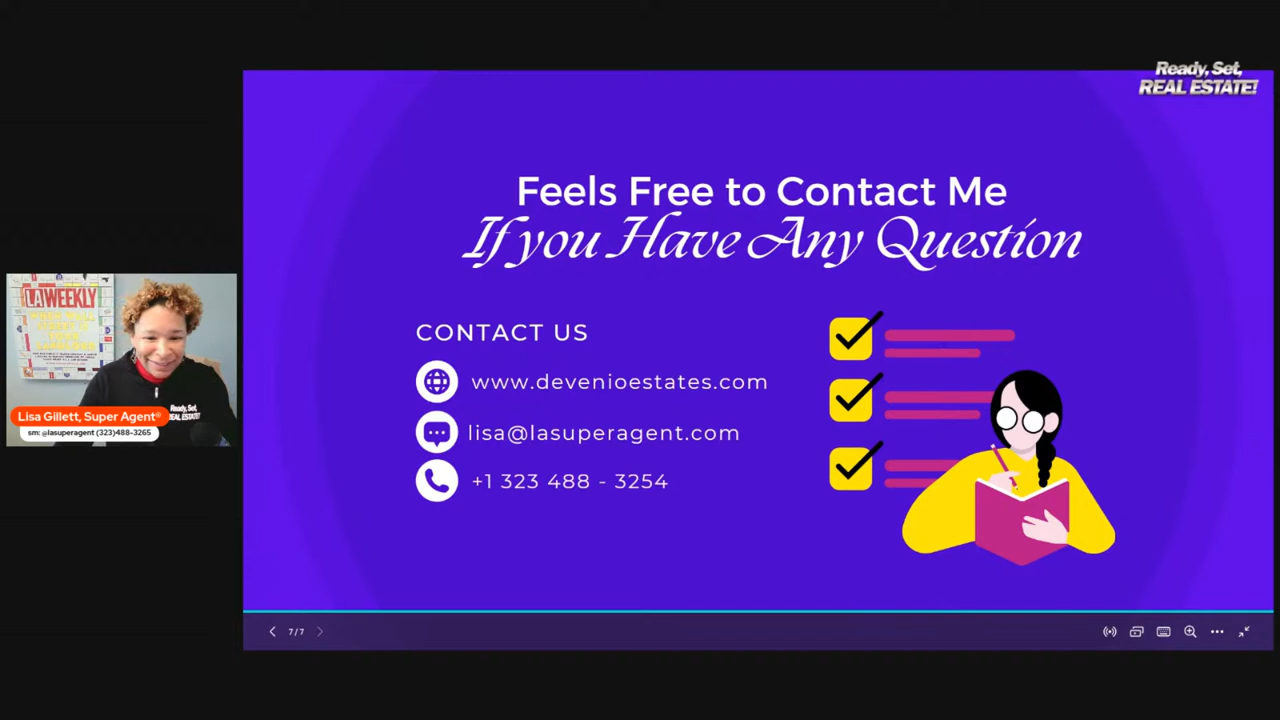 Ready, Set,
REAL ESTATE!
Feels Free to Contact Me
If you Have Any Question
CONTACT US
www.devenioestates.com
lisa@lasuperagent.com
+1 323 488 - 3254
LAWEEKLY
Ready, Set,
REAL ESTATE!
Lisa Gillett, Super Agent®
sm: @lasuperagent (323)488-3265
7/7